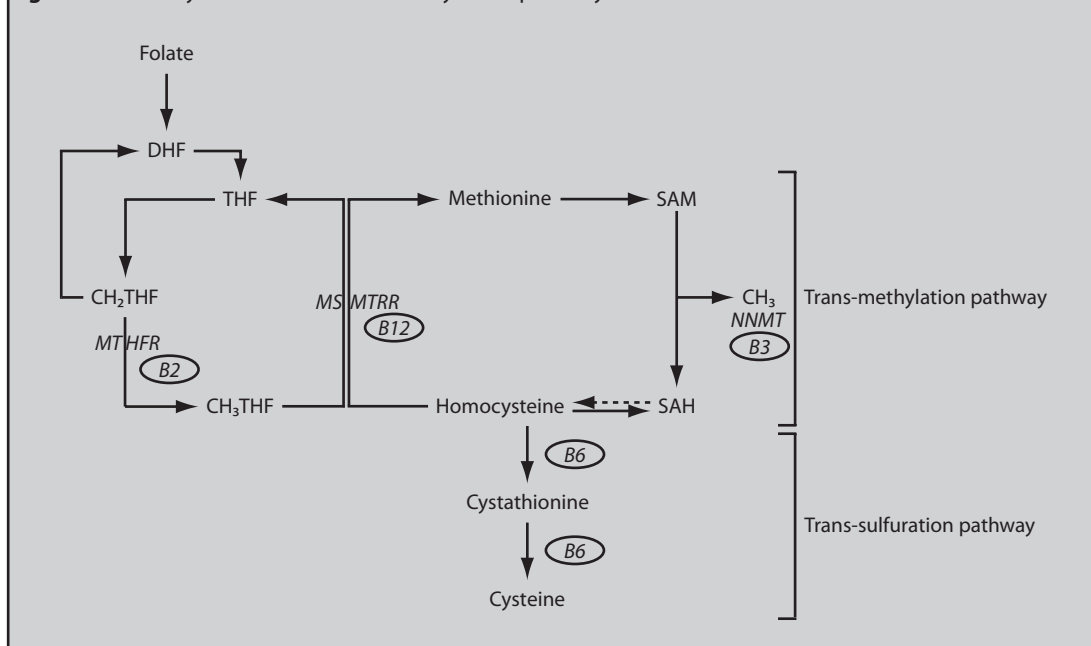 Folate
DHF
THF
Methionine
SAM
CH₂THF
MS MTRR
CH₃
Trans-methylation pathway
NNMT
B12
MTHFR
B3
B2
CH₃THF
Homocysteine
SAH
B6
Cystathionine
Trans-sulfuration pathway
B6
Cysteine